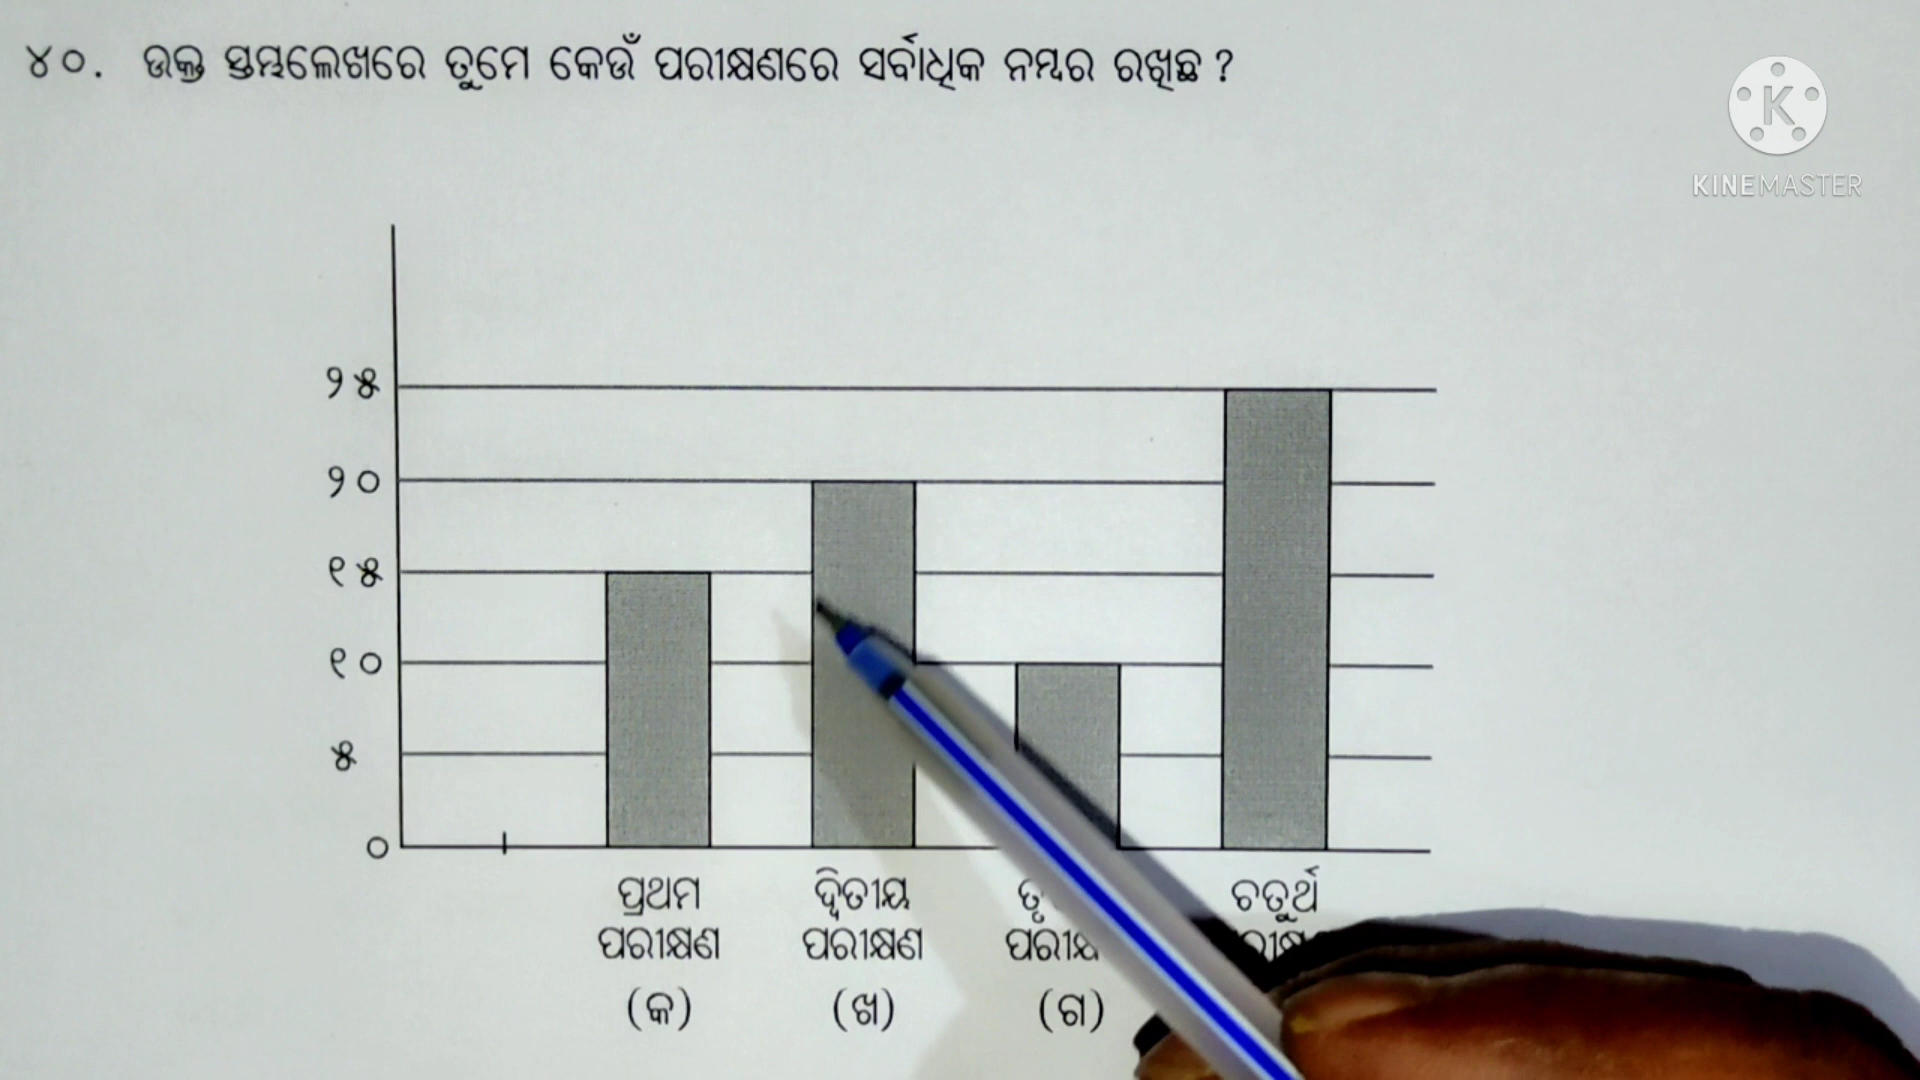 ୪୦. ଉକ୍ତ ସ୍ତମ୍ଭଲେଖରେ ତୁମେ କେଉଁ ପରୀକ୍ଷଣରେ ସର୍ବାଧିକ ନମ୍ବର ରଖିଛ ?
K
KINEMASTER
୨୫
୨୦
୧୫
୧୦
୫
୦
ପ୍ରଥମ ଦ୍ୱିତୀୟ ଚତୁର୍ଥ
ପରୀକ୍ଷଣ ପରୀକ୍ଷଣ
(କ) (ଖ) (ଗ)